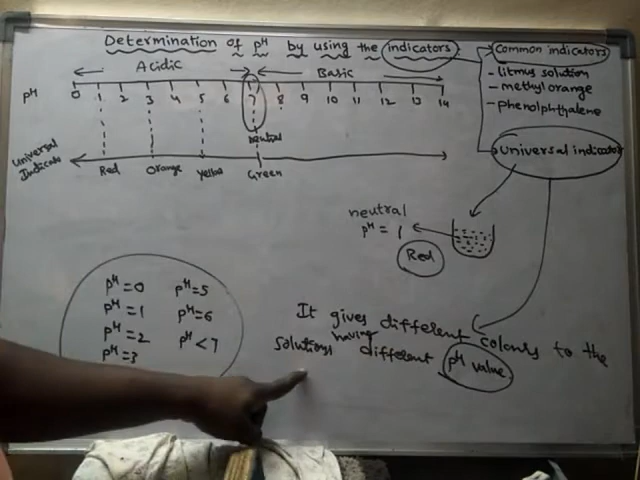 Determination of pH by using the indicators
Common indicators
- litmus solution
- methyl orange
- phenolphthalene
Acidic
Basic
pH
0 1 2 3 4 5 6 7 8 9 10 11 12 13 14
neutral
Universal
Indicato
Red orange yellow Green
Universal indicator
neutral
pH = 1
Red
pH=0 pH=5
pH=1 pH=6
pH=2 pH<7
pH=3
It gives different colours to the
solutions having different pH value